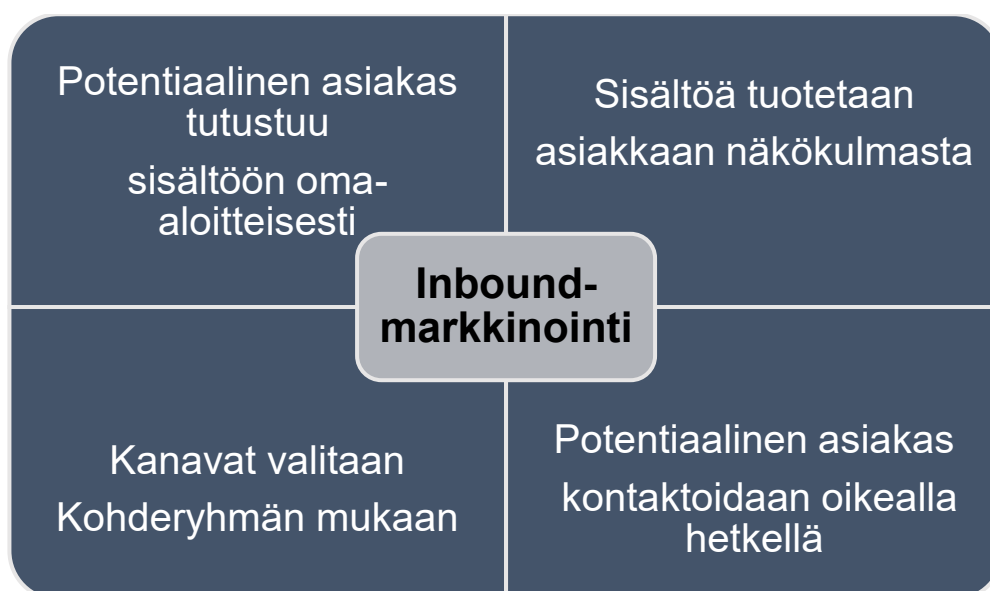 Potentiaalinen asiakas
tutustuu
sisältöön oma-
aloitteisesti
Sisältöä tuotetaan
asiakkaan näkökulmasta
Inbound-
markkinointi
Kanavat valitaan
Kohderyhmän mukaan
Potentiaalinen asiakas
kontaktoidaan oikealla
hetkellä